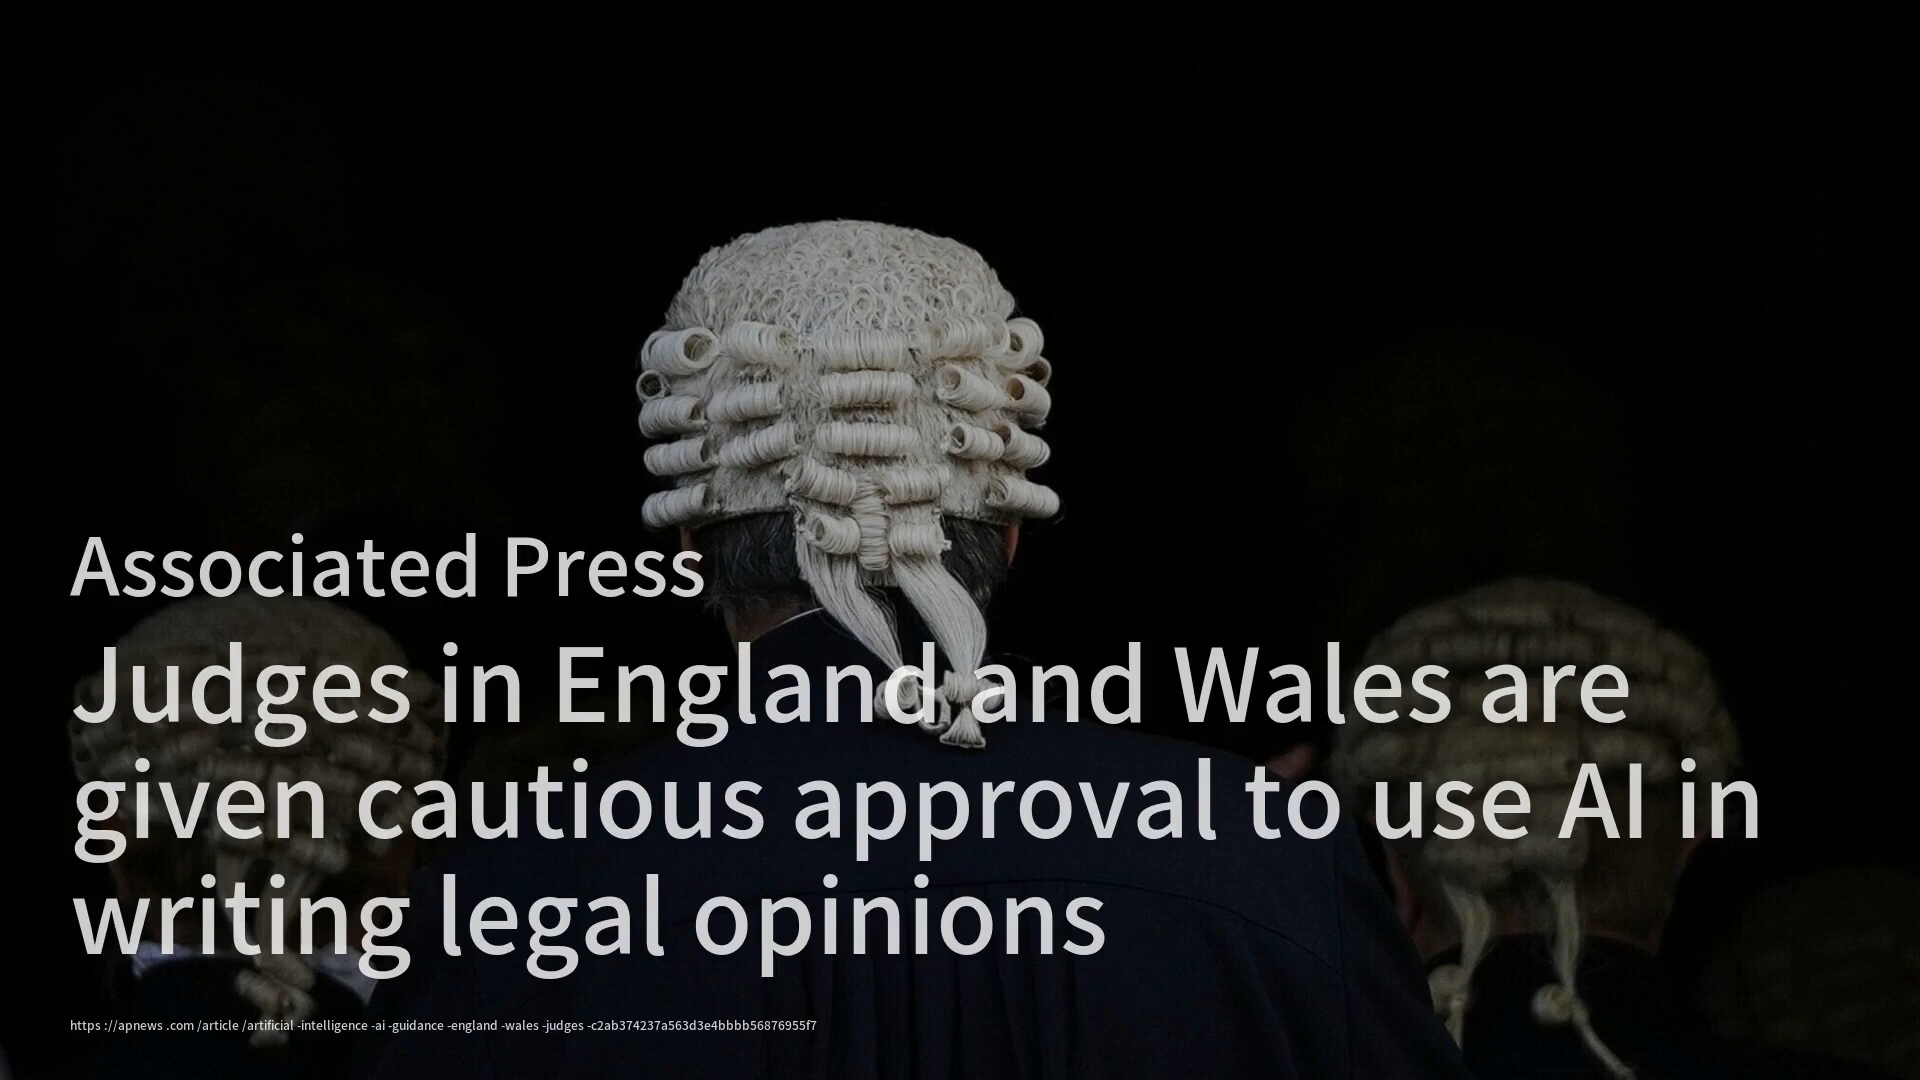 Associated Press
Judges in England and Wales are
given cautious approval to use AI in
writing legal opinions
https ://apnews .com /article /artificial -intelligence -ai -guidance -england -wales -judges -c2ab374237a563d3e4bbbb56876955f7